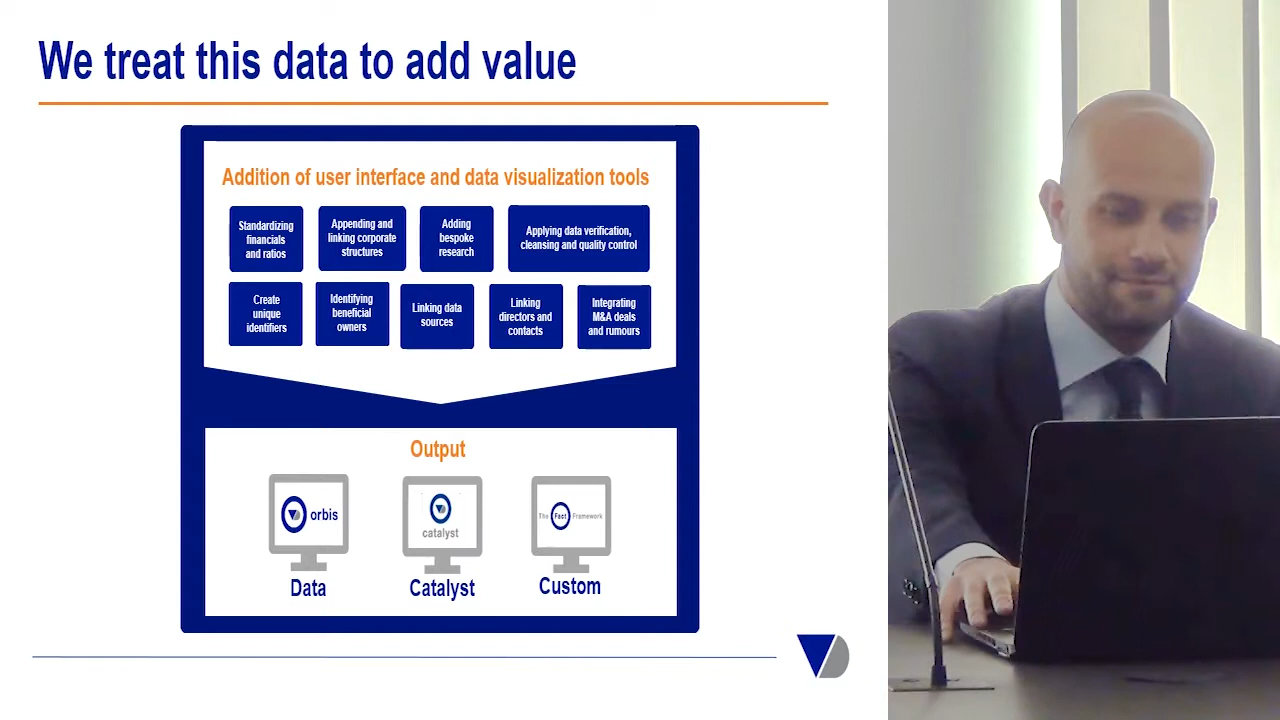 We treat this data to add value
Addition of user interface and data visualization tools
Standardizing
financials
and ratios
Appending and
linking corporate
structures
Adding
bespoke
research
Applying data verification,
cleansing and quality control
Create
unique
identifiers
Identifying
beneficial
owners
Linking data
sources
Linking
directors and
contacts
Integrating
M&A deals
and rumours
Output
orbis
catalyst
The Fact Framework
Data
Catalyst
Custom